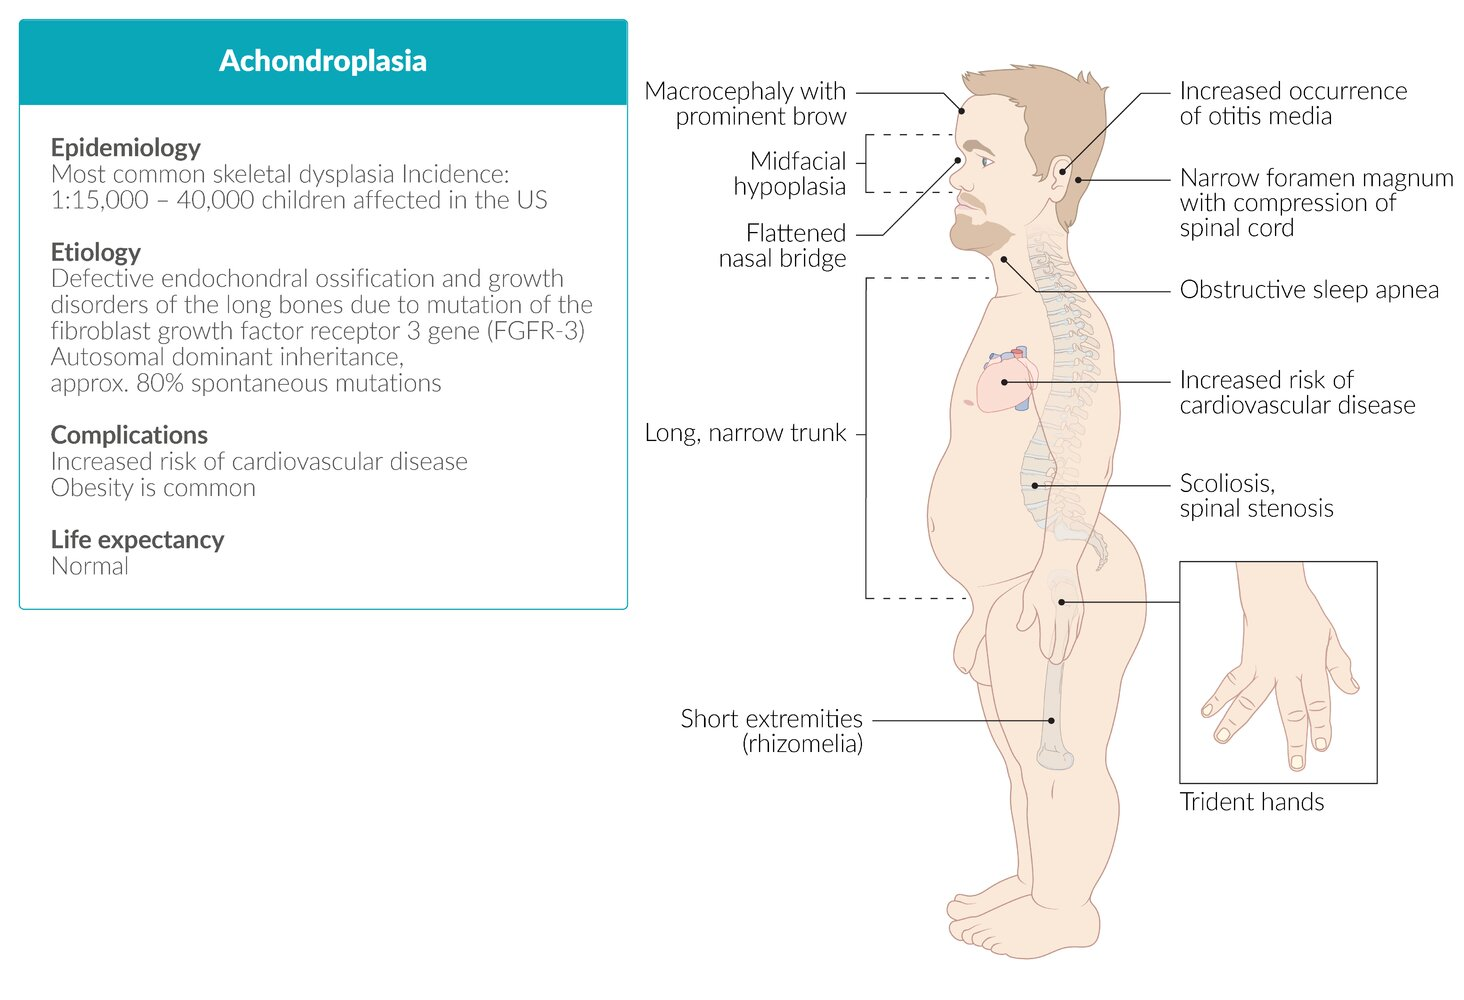 Achondroplasia
Epidemiology
Most common skeletal dysplasia Incidence:
1:15,000 – 40,000 children affected in the US
Etiology
Defective endochondral ossification and growth
disorders of the long bones due to mutation of the
fibroblast growth factor receptor 3 gene (FGFR-3)
Autosomal dominant inheritance,
approx. 80% spontaneous mutations
Complications
Increased risk of cardiovascular disease
Obesity is common
Life expectancy
Normal
Macrocephaly with
prominent brow
Midfacial
hypoplasia
Flattened
nasal bridge
Long, narrow trunk
Short extremities
(rhizomelia)
Increased occurrence
of otitis media
Narrow foramen magnum
with compression of
spinal cord
Obstructive sleep apnea
Increased risk of
cardiovascular disease
Scoliosis,
spinal stenosis
Trident hands